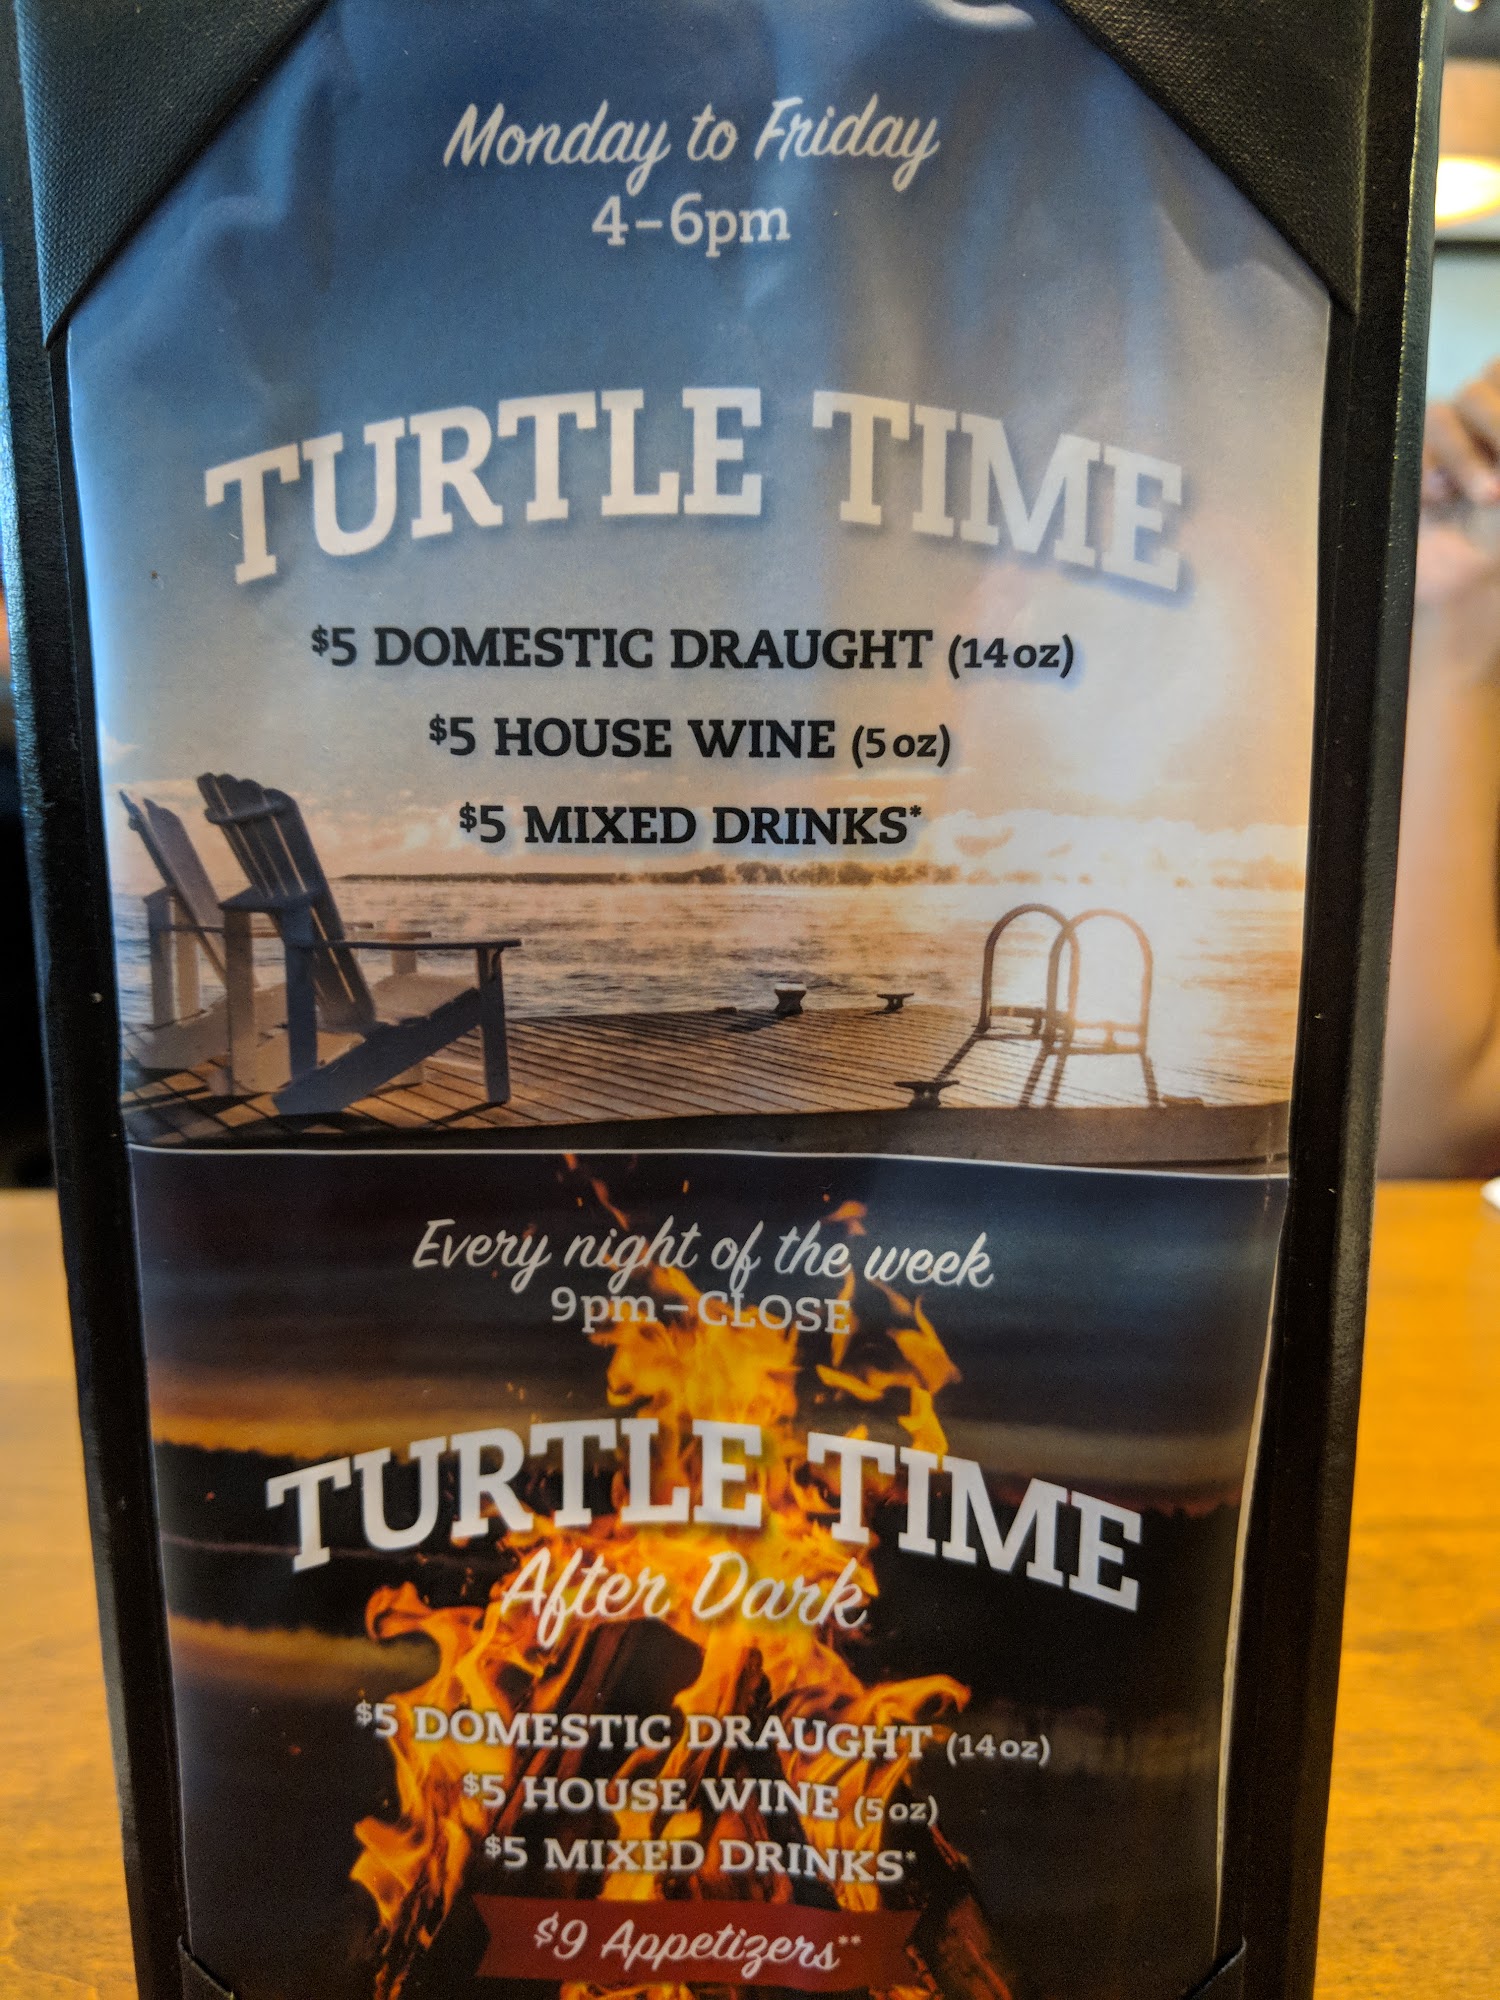 Monday to Friday
4-6pm
TURTLE TIME
$5 DOMESTIC DRAUGHT (14oz)
$5 HOUSE WINE (5oz)
$5 MIXED DRINKS*
Every night of the week
9pm-CLOSE
TURTLE TIME
After Dark
$5 DOMESTIC DRAUGHT (14oz)
$5 HOUSE WINE (5oz)
$5 MIXED DRINKS*
$9 Appetizers**